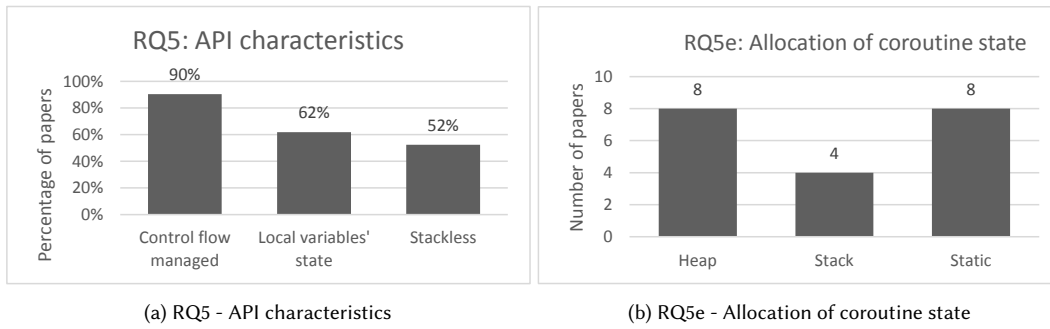 RQ5: API characteristics
Percentage of papers
100%
80%
60%
40%
20%
0%
90%
62%
52%
Control flow managed
Local variables' state
Stackless
(a) RQ5 - API characteristics
RQ5e: Allocation of coroutine state
Number of papers
10
8
6
4
2
0
8
4
8
Heap
Stack
Static
(b) RQ5e - Allocation of coroutine state